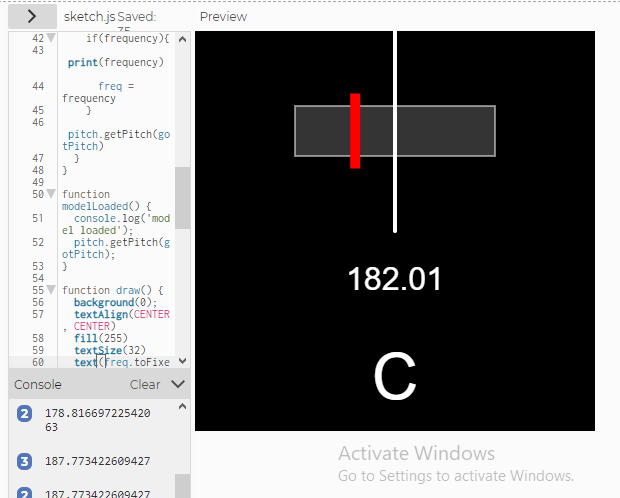 sketch.js Saved: Preview
42 if(frequency){
43
print(frequency)
44 freq =
frequency
45 }
46
pitch.getPitch(go
tPitch)
47 }
48 }
49
50 function
modelLoaded() {
51 console.log('mod
el loaded');
52 pitch.getPitch(g
otPitch);
53 }
54
55 function draw() {
56 background(0);
57 textAlign(CENTER
, CENTER)
58 fill(255)
59 textSize(32)
60 text(freq.toFixe
Console Clear
2 178.816697225420
63
3 187.773422609427
2 187.773422609427
182.01
C
Activate Windows
Go to Settings to activate Windows.